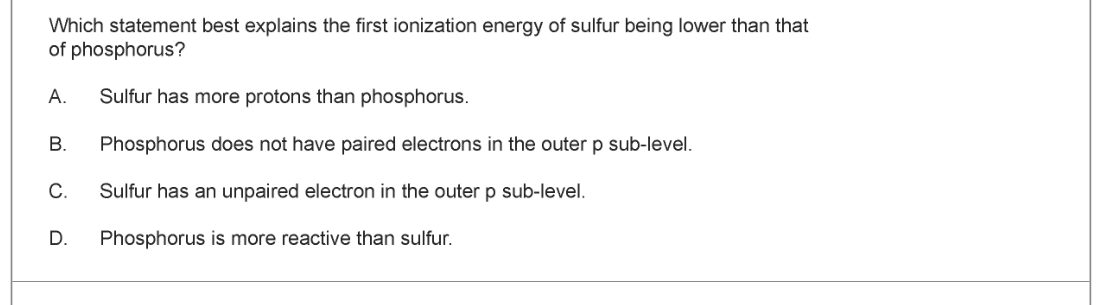 Which statement best explains the first ionization energy of sulfur being lower than that
of phosphorus?
A. Sulfur has more protons than phosphorus.
B. Phosphorus does not have paired electrons in the outer p sub-level.
C. Sulfur has an unpaired electron in the outer p sub-level.
D. Phosphorus is more reactive than sulfur.